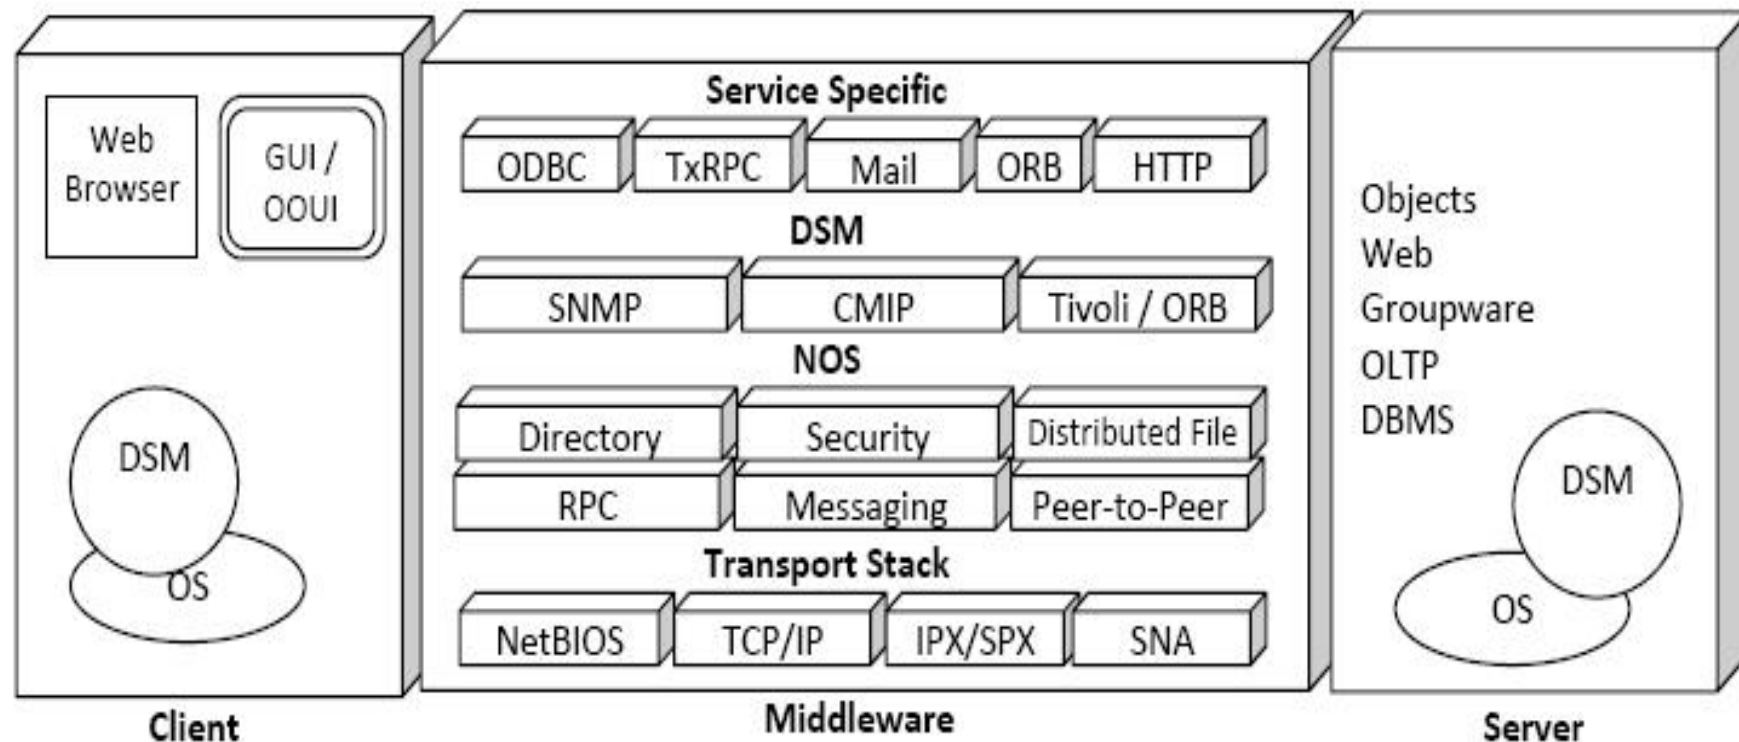 Web
Browser
GUI /
OOUI
DSM
OS
Client
Service Specific
ODBC TxRPC Mail ORB HTTP
DSM
SNMP CMIP Tivoli / ORB
NOS
Directory Security Distributed File
RPC Messaging Peer-to-Peer
Transport Stack
NetBIOS TCP/IP IPX/SPX SNA
Middleware
Objects
Web
Groupware
OLTP
DBMS
DSM
OS
Server